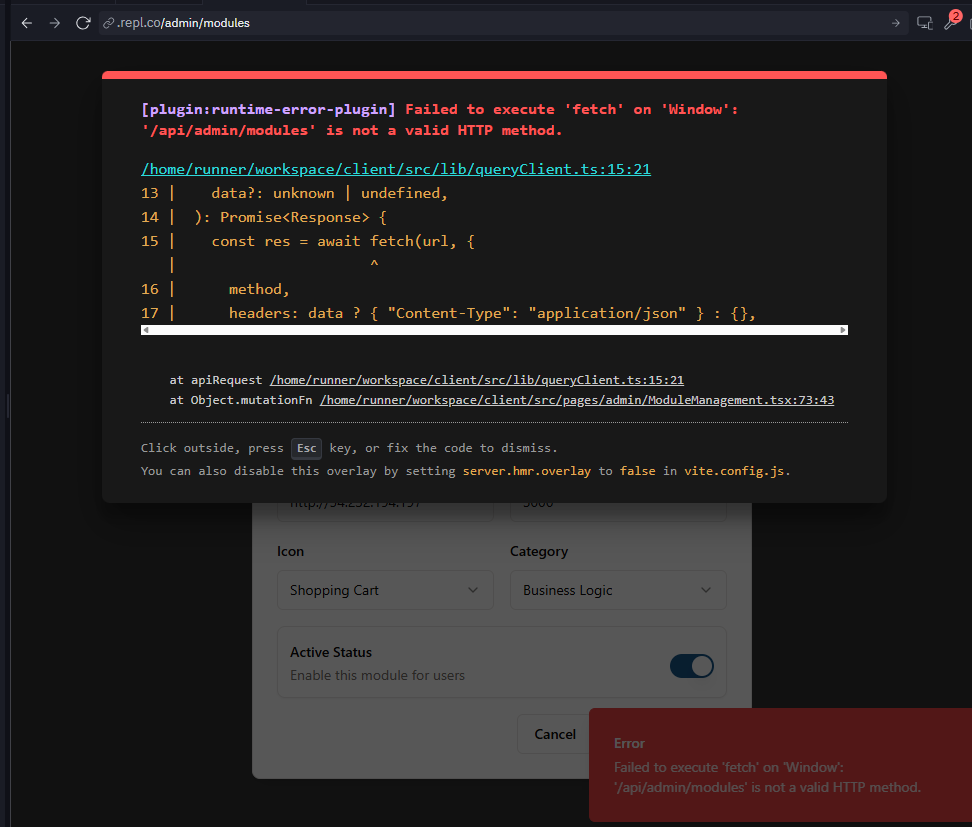 .repl.co/admin/modules
2
[plugin:runtime-error-plugin] Failed to execute 'fetch' on 'Window':
'/api/admin/modules' is not a valid HTTP method.
/home/runner/workspace/client/src/lib/queryClient.ts:15:21
13 |    data?: unknown | undefined,
14 |  ): Promise<Response> {
15 |    const res = await fetch(url, {
   |                      ^
16 |      method,
17 |      headers: data ? { "Content-Type": "application/json" } : {},
at apiRequest /home/runner/workspace/client/src/lib/queryClient.ts:15:21
at Object.mutationFn /home/runner/workspace/client/src/pages/admin/ModuleManagement.tsx:73:43
Click outside, press Esc key, or fix the code to dismiss.
You can also disable this overlay by setting server.hmr.overlay to false in vite.config.js.
Icon Category
Shopping Cart Business Logic
Active Status
Enable this module for users
Cancel
Error
Failed to execute 'fetch' on 'Window':
'/api/admin/modules' is not a valid HTTP method.